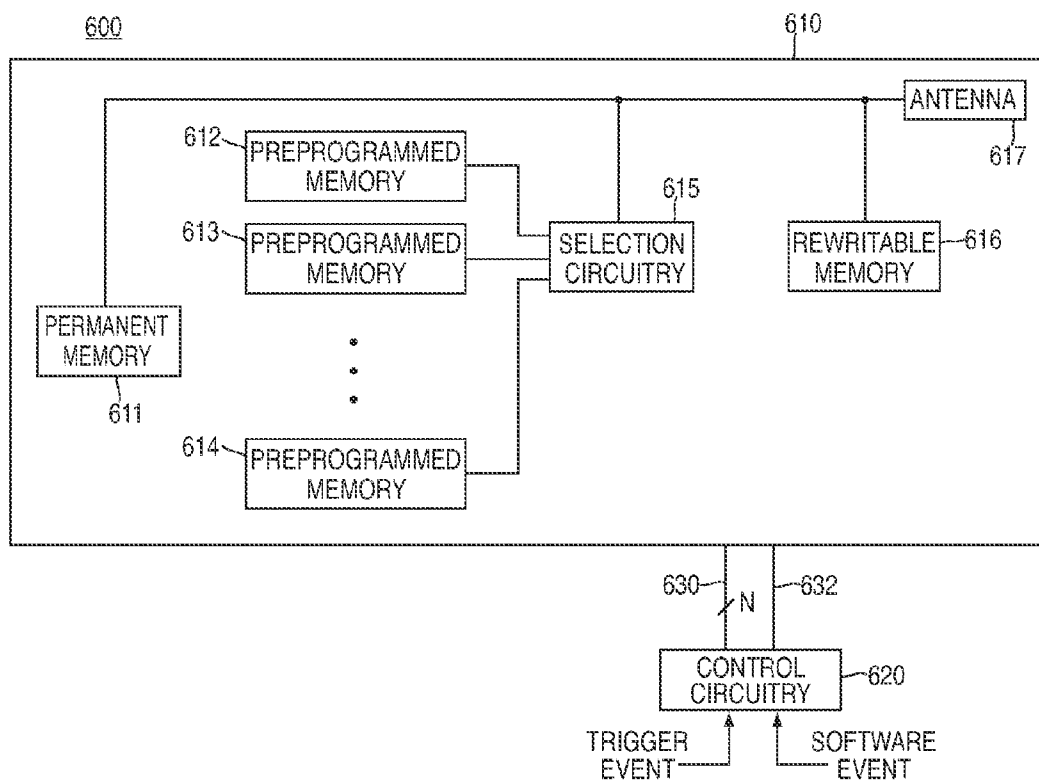 600
610
ANTENNA
617
612
PREPROGRAMMED
MEMORY
615
613
PREPROGRAMMED
MEMORY
SELECTION
CIRCUITRY
REWRITABLE
MEMORY
616
PERMANENT
MEMORY
611
614
PREPROGRAMMED
MEMORY
630
N
632
CONTROL
CIRCUITRY
620
TRIGGER
EVENT
SOFTWARE
EVENT